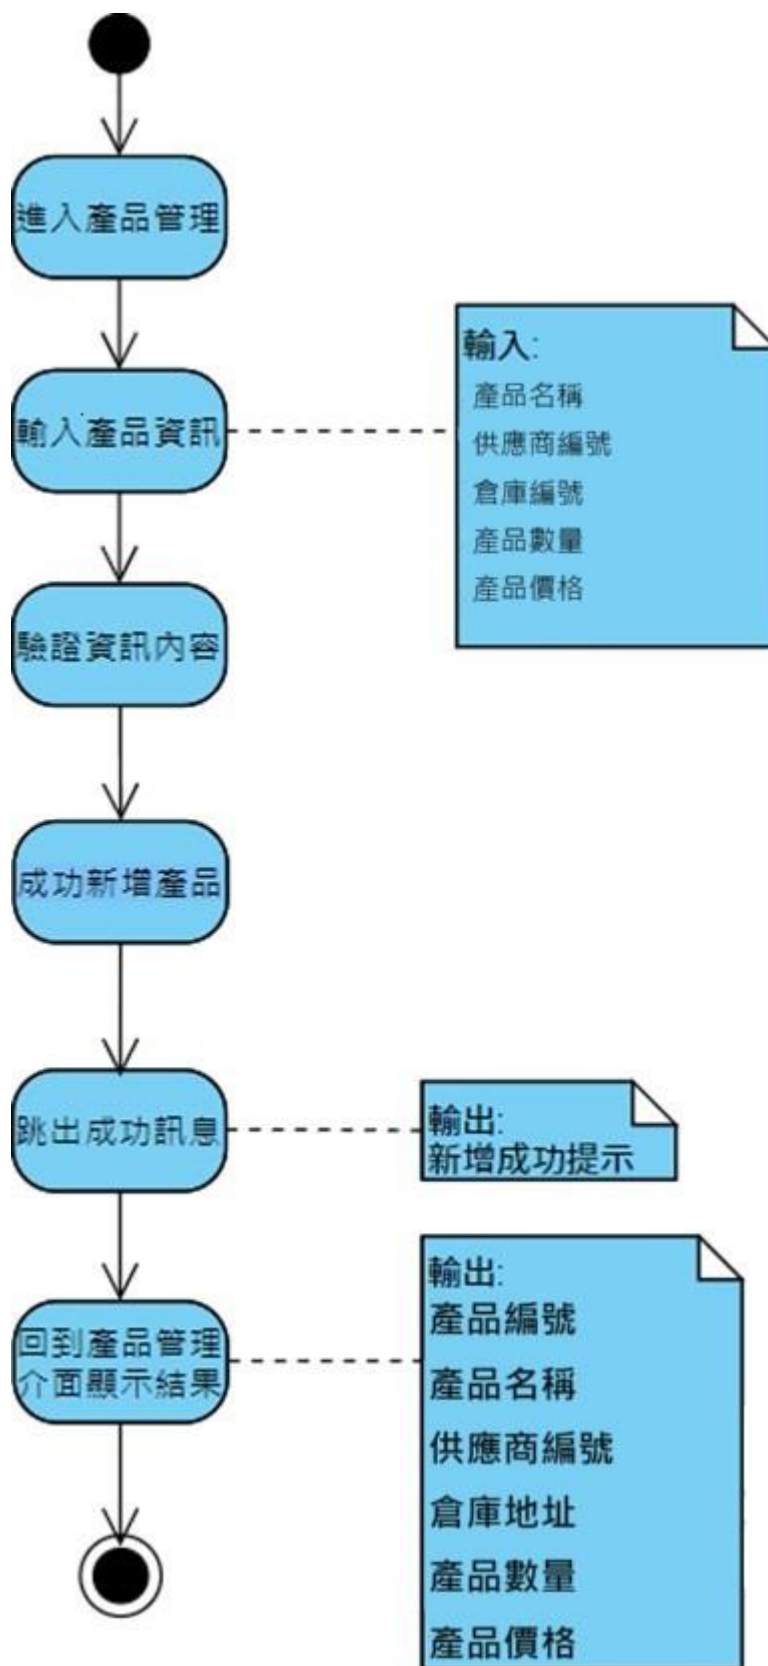 進入產品管理
輸入產品資訊
輸入:
產品名稱
供應商編號
倉庫編號
產品數量
產品價格
驗證資訊內容
成功新增產品
跳出成功訊息
輸出:
新增成功提示
回到產品管理
介面顯示結果
輸出:
產品編號
產品名稱
供應商編號
倉庫地址
產品數量
產品價格